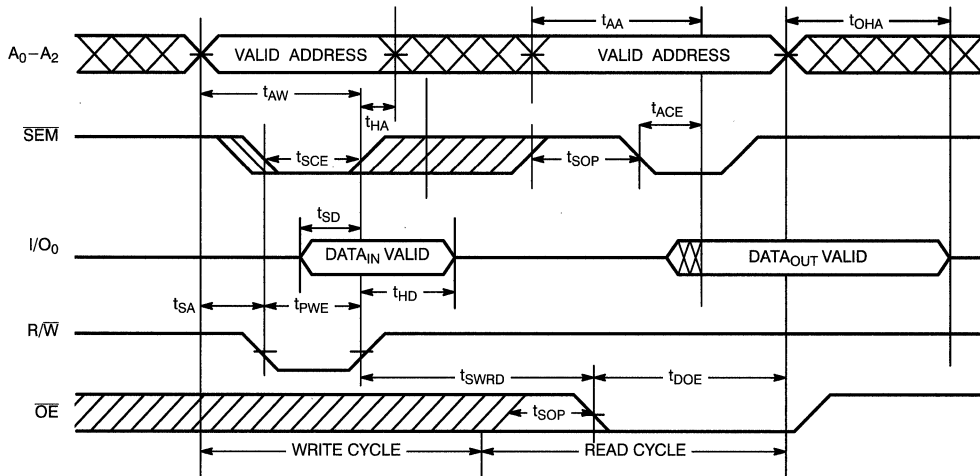 tAA
tOHA
A0–A2
VALID ADDRESS
VALID ADDRESS
tAW
tHA
tACE
SEM
tSCE
tSOP
tSD
I/O0
DATAIN VALID
DATAOUT VALID
tSA
tPWE
tHD
R/W
tSWRD
tDOE
OE
tSOP
WRITE CYCLE
READ CYCLE